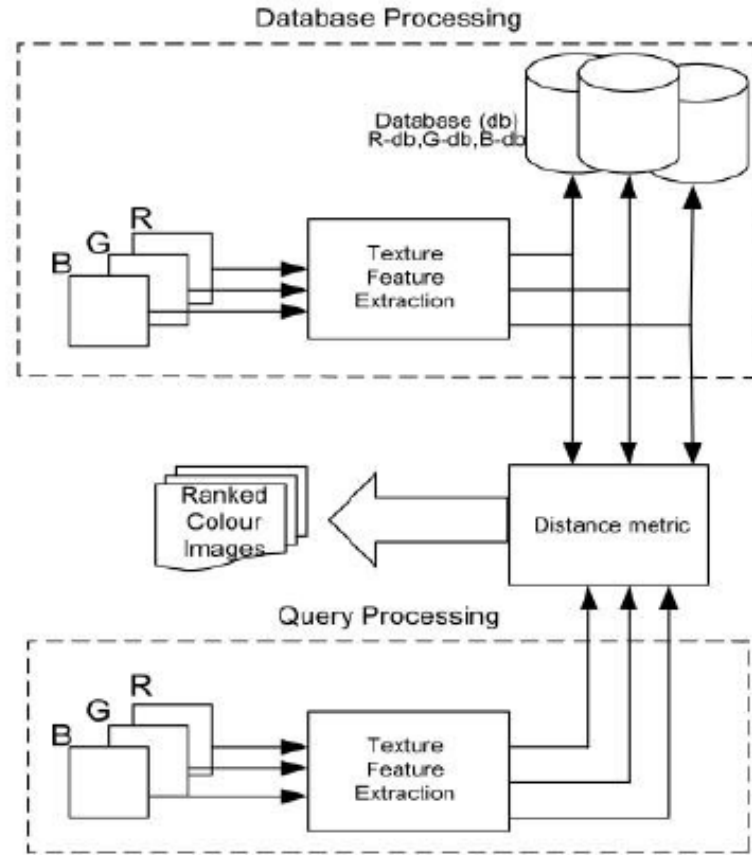 Database Processing
Database (db)
R-db,G-db,B-db
R
G
B
Texture
Feature
Extraction
Ranked
Colour
Images
Distance metric
Query Processing
R
G
B
Texture
Feature
Extraction